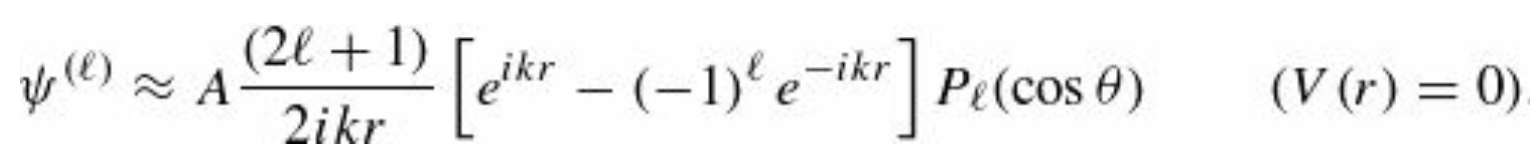 ψ^(ℓ) ≈ A (2ℓ + 1)/(2ikr) [e^{ikr} − (−1)^ℓ e^{−ikr}] P_ℓ(cos θ) (V(r) = 0).